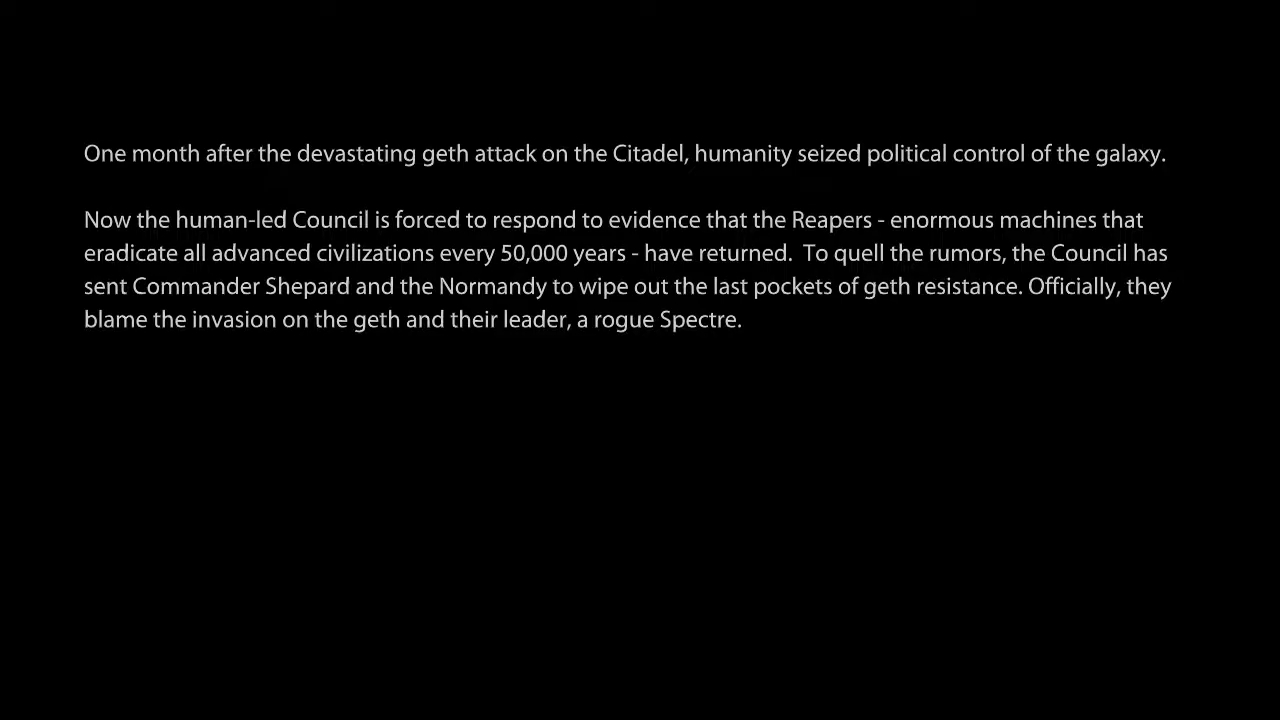 One month after the devastating geth attack on the Citadel, humanity seized political control of the galaxy.
Now the human-led Council is forced to respond to evidence that the Reapers - enormous machines that
eradicate all advanced civilizations every 50,000 years - have returned.  To quell the rumors, the Council has
sent Commander Shepard and the Normandy to wipe out the last pockets of geth resistance. Officially, they
blame the invasion on the geth and their leader, a rogue Spectre.